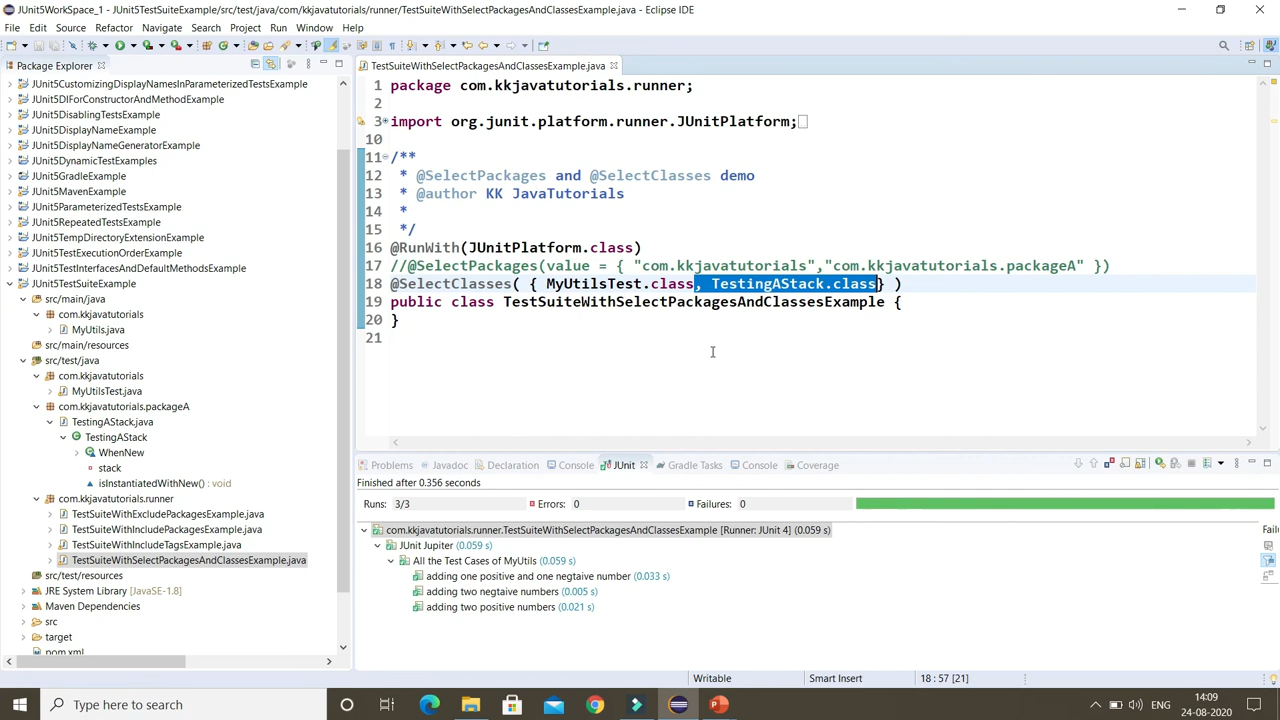 JUnit5WorkSpace_1 - JUnit5TestSuiteExample/src/test/java/com/kkjavatutorials/runner/TestSuiteWithSelectPackagesAndClassesExample.java - Eclipse IDE
File Edit Source Refactor Navigate Search Project Run Window Help
Package Explorer
JUnit5CustomizingDisplayNamesInParameterizedTestsExample
JUnit5DIForConstructorAndMethodExample
JUnit5DisablingTestsExample
JUnit5DisplayNameExample
JUnit5DisplayNameGeneratorExample
JUnit5DynamicTestExamples
JUnit5GradleExample
JUnit5MavenExample
JUnit5ParameterizedTestsExample
JUnit5RepeatedTestsExample
JUnit5TempDirectoryExtensionExample
JUnit5TestExecutionOrderExample
JUnit5TestInterfacesAndDefaultMethodsExample
JUnit5TestSuiteExample
src/main/java
com.kkjavatutorials
MyUtils.java
src/main/resources
src/test/java
com.kkjavatutorials
MyUtilsTest.java
com.kkjavatutorials.packageA
TestingAStack.java
TestingAStack
WhenNew
stack
isInstantiatedWithNew() : void
com.kkjavatutorials.runner
TestSuiteWithExcludePackagesExample.java
TestSuiteWithIncludePackagesExample.java
TestSuiteWithIncludeTagsExample.java
TestSuiteWithSelectPackagesAndClassesExample.java
src/test/resources
JRE System Library [JavaSE-1.8]
Maven Dependencies
src
target
pom.xml
TestSuiteWithSelectPackagesAndClassesExample.java
1 package com.kkjavatutorials.runner;
2
3 import org.junit.platform.runner.JUnitPlatform;
10
11 /**
12 * @SelectPackages and @SelectClasses demo
13 * @author KK JavaTutorials
14 *
15 */
16 @RunWith(JUnitPlatform.class)
17 //@SelectPackages(value = { "com.kkjavatutorials","com.kkjavatutorials.packageA" })
18 @SelectClasses( { MyUtilsTest.class, TestingAStack.class} )
19 public class TestSuiteWithSelectPackagesAndClassesExample {
20 }
21
Problems Javadoc Declaration Console JUnit Gradle Tasks Console Coverage
Finished after 0.356 seconds
Runs: 3/3 Errors: 0 Failures: 0
com.kkjavatutorials.runner.TestSuiteWithSelectPackagesAndClassesExample [Runner: JUnit 4] (0.059 s)
Fail
JUnit Jupiter (0.059 s)
All the Test Cases of MyUtils (0.059 s)
adding one positive and one negtaive number (0.033 s)
adding two negtaive numbers (0.005 s)
adding two positive numbers (0.021 s)
Writable Smart Insert 18 : 57 [21]
Type here to search
ENG
14:09
24-08-2020